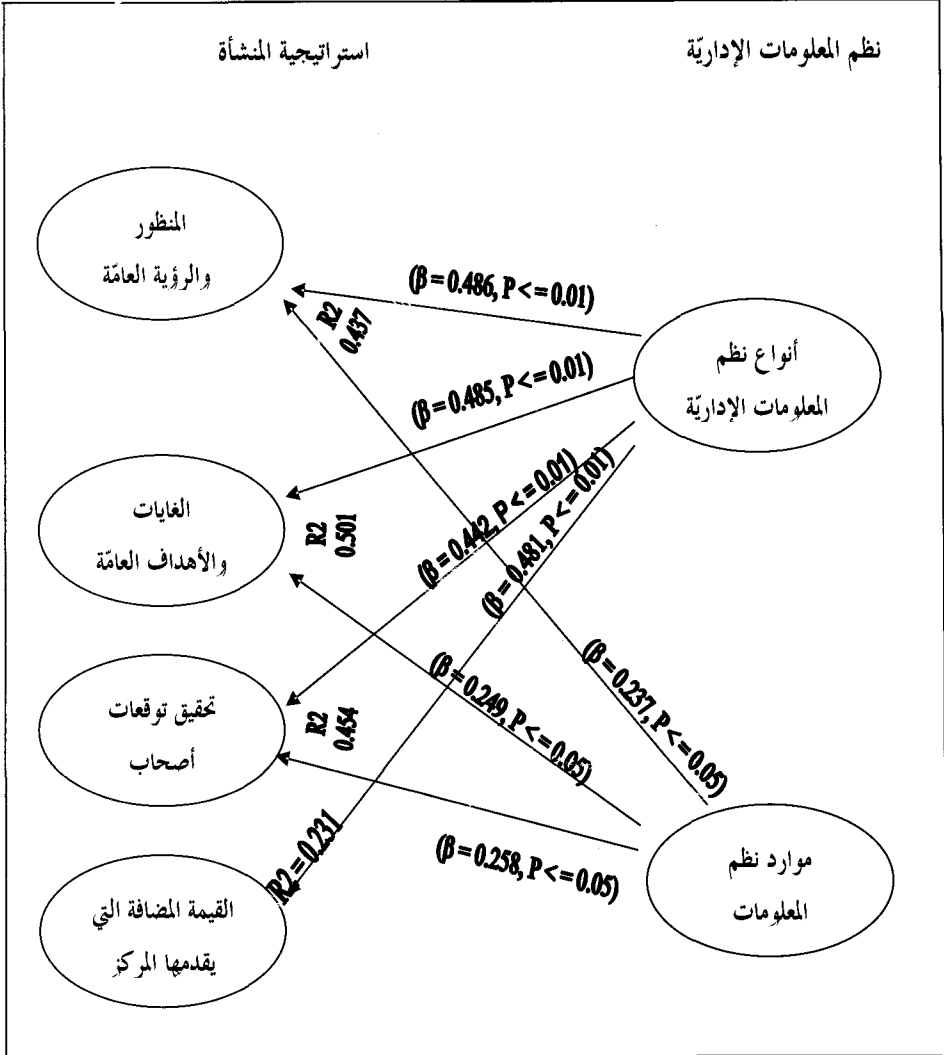 نظم المعلومات الإداريّة
استراتيجية المنشأة
المنظور
والرؤية العامّة
(β = 0.486, P <= 0.01)
R2
0.437
أنواع نظم
المعلومات الإداريّة
(β = 0.485, P <= 0.01)
الغايات
والأهداف العامّة
R2
0.501
(β = 0.442, P <= 0.01)
(β = 0.481, P <= 0.01)
(β = 0.237, P <= 0.05)
(β = 0.249, P <= 0.05)
تحقيق توقعات
أصحاب
R2
0.454
(β = 0.258, P <= 0.05)
R2 = 0.231
موارد نظم
المعلومات
القيمة المضافة التي
يقدمها المركز